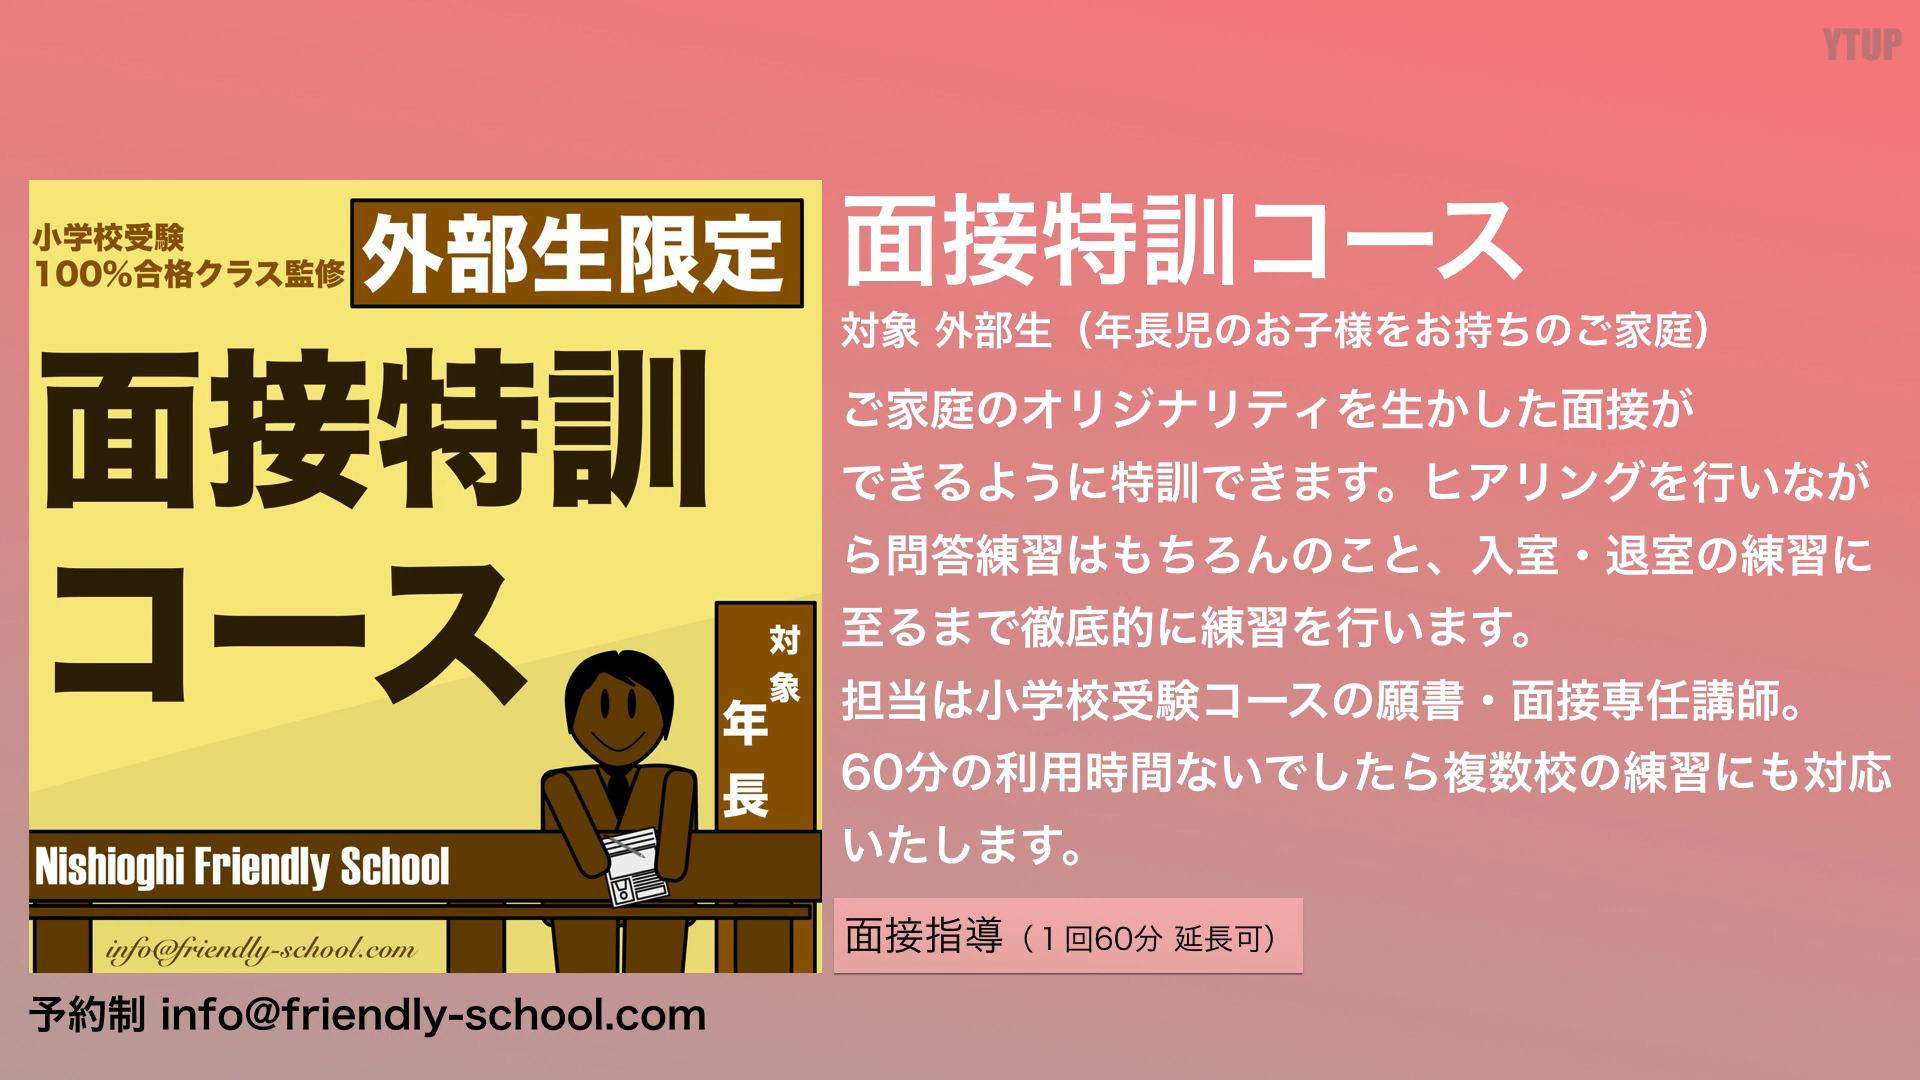 YTUP
小学校受験
100%合格クラス監修
外部生限定
面接特訓
コース
対象
年長
Nishioghi Friendly School
info@friendly-school.com
予約制 info@friendly-school.com
面接特訓コース
対象 外部生（年長児のお子様をお持ちのご家庭）
ご家庭のオリジナリティを生かした面接が
できるように特訓できます。ヒアリングを行いなが
ら問答練習はもちろんのこと、入室・退室の練習に
至るまで徹底的に練習を行います。
担当は小学校受験コースの願書・面接専任講師。
60分の利用時間ないでしたら複数校の練習にも対応
いたします。
面接指導（１回60分 延長可）